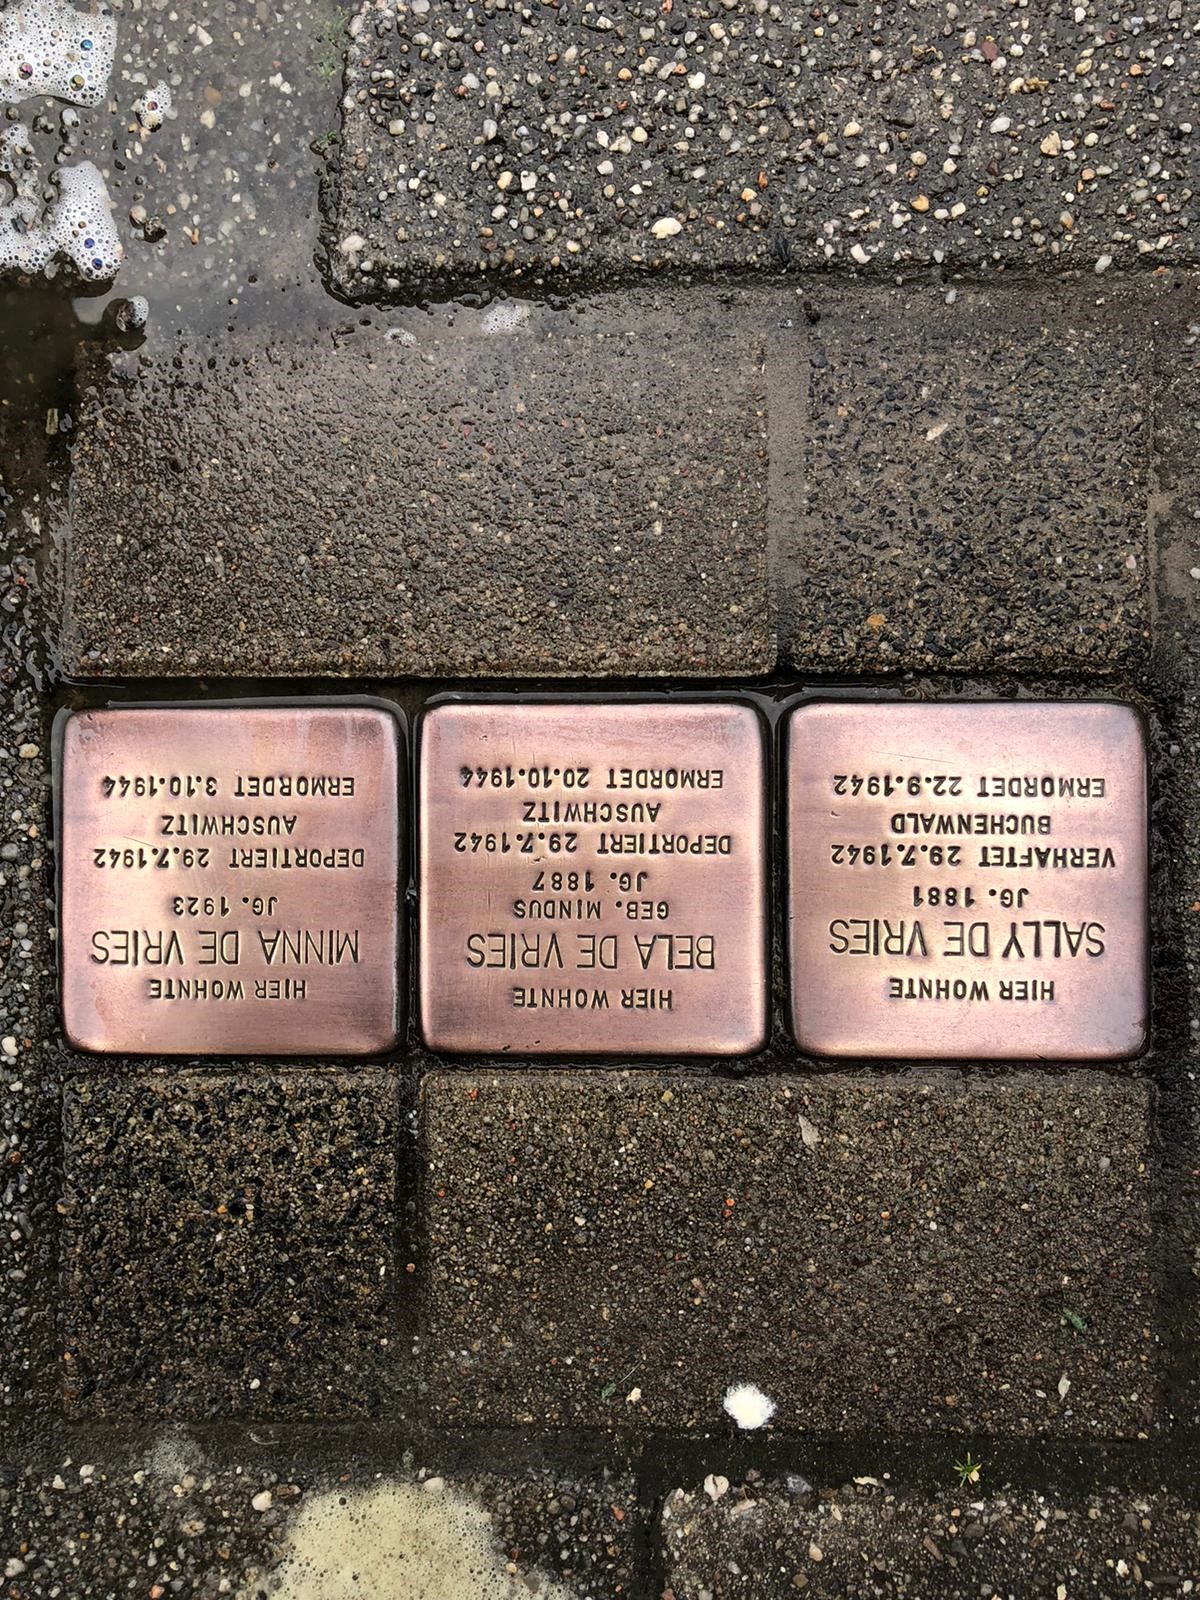 HIER WOHNTE
SALLY DE VRIES
JG. 1881
VERHAFTET 29.7.1942
BUCHENWALD
ERMORDET 22.9.1942
HIER WOHNTE
BELA DE VRIES
GEB. MINDUS
JG. 1887
DEPORTIERT 29.7.1942
AUSCHWITZ
ERMORDET 20.10.1944
HIER WOHNTE
MINNA DE VRIES
JG. 1923
DEPORTIERT 29.7.1942
AUSCHWITZ
ERMORDET 3.10.1944